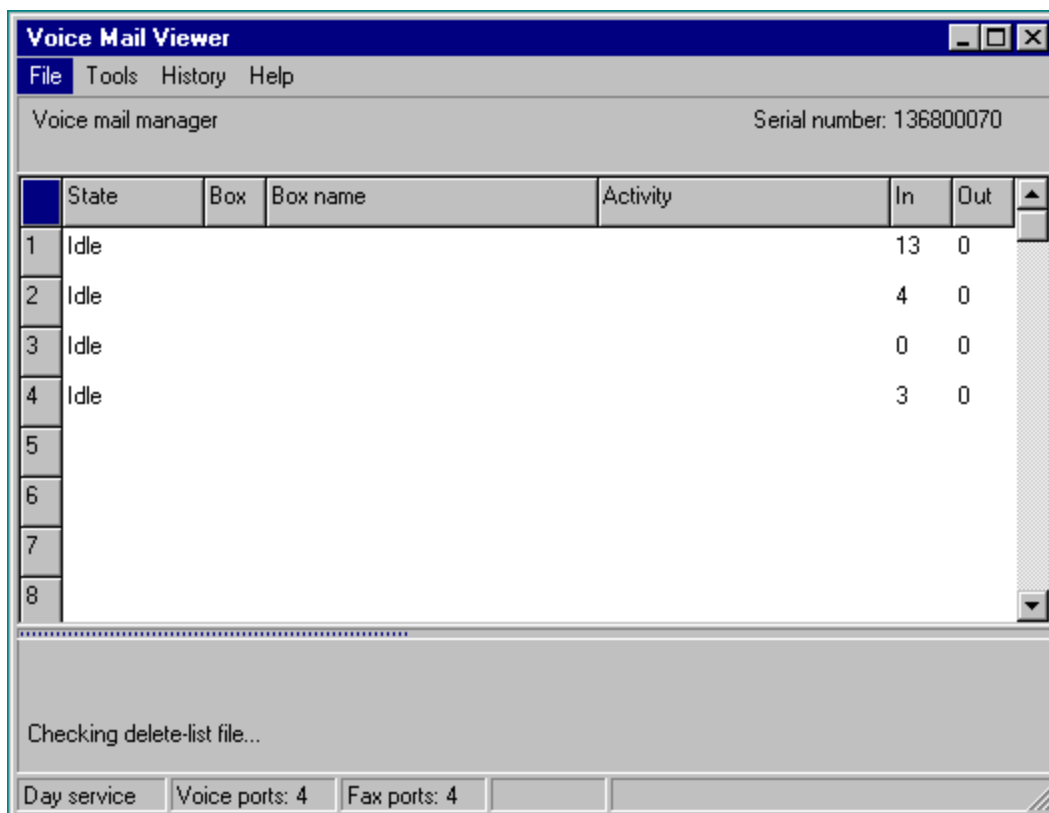 Voice Mail Viewer
File Tools History Help
Voice mail manager Serial number: 136800070
State Box Box name Activity In Out
1 Idle 13 0
2 Idle 4 0
3 Idle 0 0
4 Idle 3 0
5
6
7
8
Checking delete-list file...
Day service Voice ports: 4 Fax ports: 4